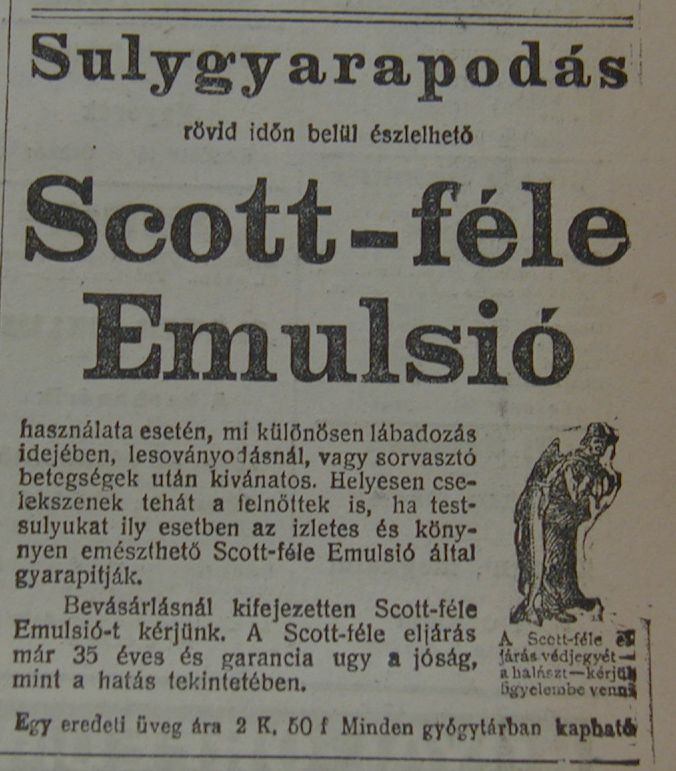 Sulygyarapodás
rövid időn belül észlelhető
Scott-féle
Emulsió
használata esetén, mi különösen lábadozás
idejében, lesoványodásnál, vagy sorvasztó
betegségek után kivánatos. Helyesen cse-
lekszenek tehát a felnőttek is, ha test-
sulyukat ily esetben az izletes és köny-
nyen emészthető Scott-féle Emulsió által
gyarapitják.
Bevásárlásnál kifejezetten Scott-féle
Emulsió-t kérjünk. A Scott-féle eljárás
már 35 éves és garancia ugy a jóság,
mint a hatás tekintetében.
A Scott-féle el
járás védjegyét—
a halászt—kérjük
figyelembe venni
Egy eredeti üveg ára 2 K. 50 f Minden gyógytárban kapható